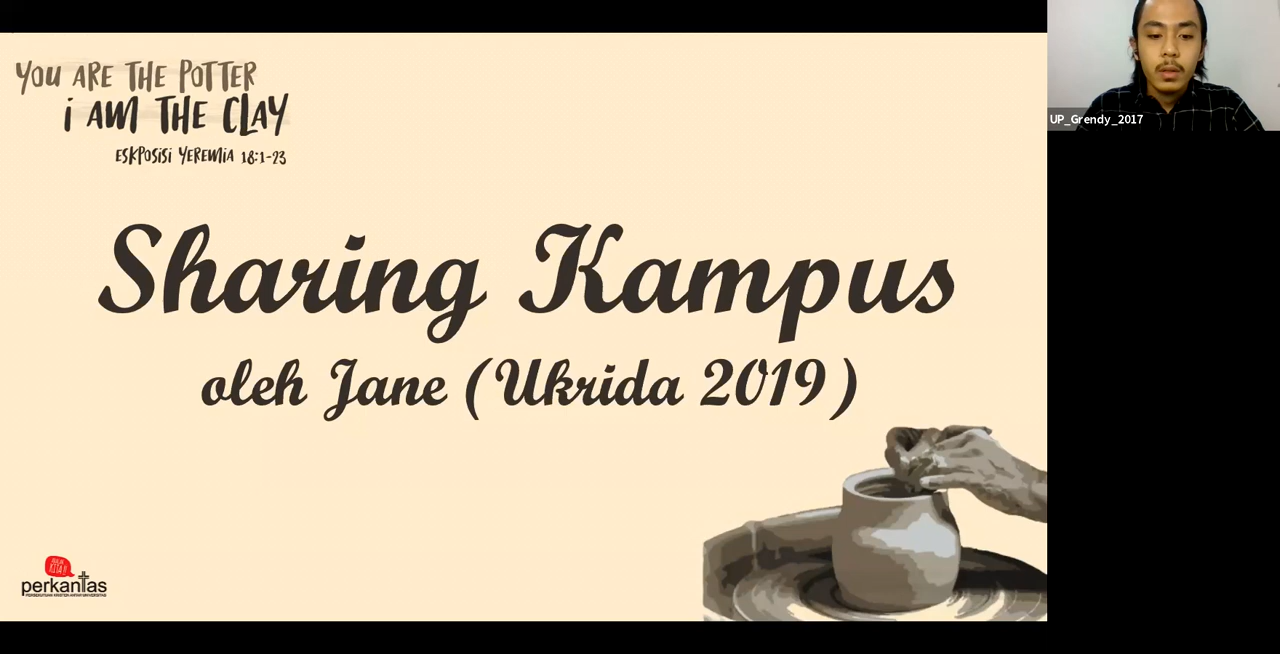 YOU ARE THE POTTER
i AM THE CLAY
ESKPOSISI YEREMIA 18:1-23
UP_Grendy_2017
Sharing Kampus
oleh Jane (Ukrida 2019)
perkantas